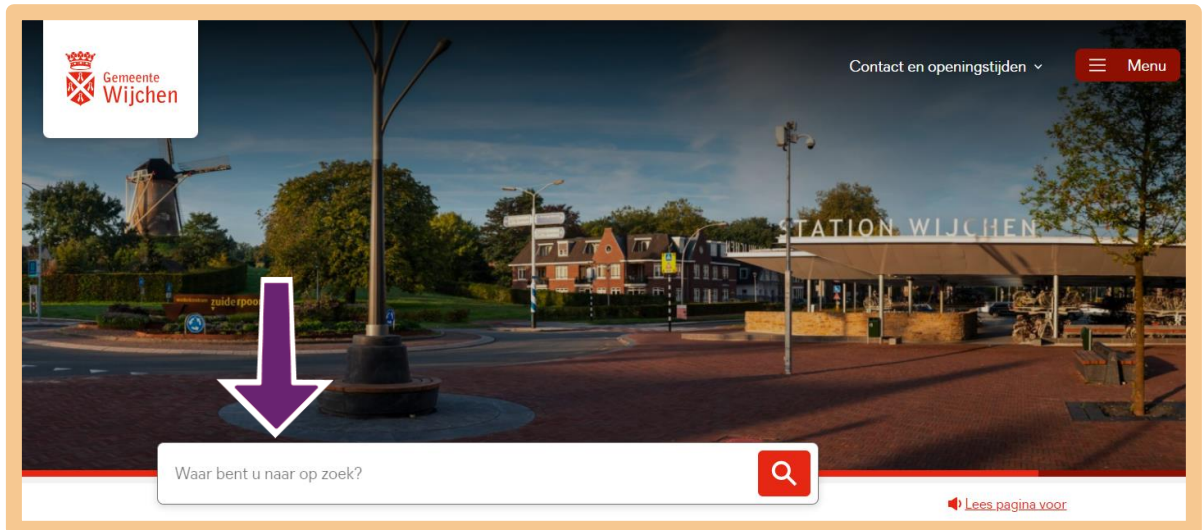 Gemeente
Wijchen
Contact en openingstijden
Menu
STATION WIJCHEN
zuiderpoort
Waar bent u naar op zoek?
Lees pagina voor